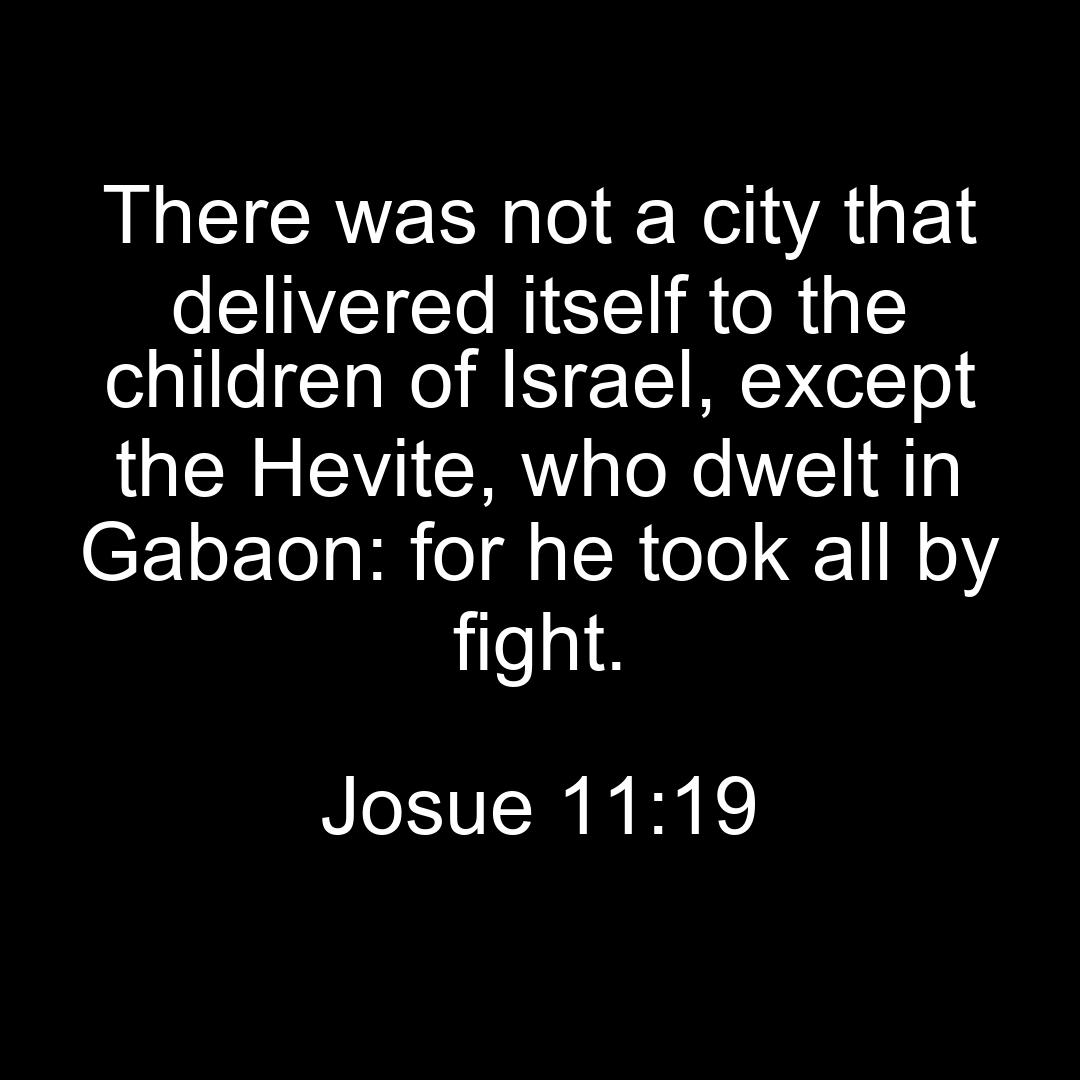 There was not a city that
delivered itself to the
children of Israel, except
the Hevite, who dwelt in
Gabaon: for he took all by
fight.
Josue 11:19